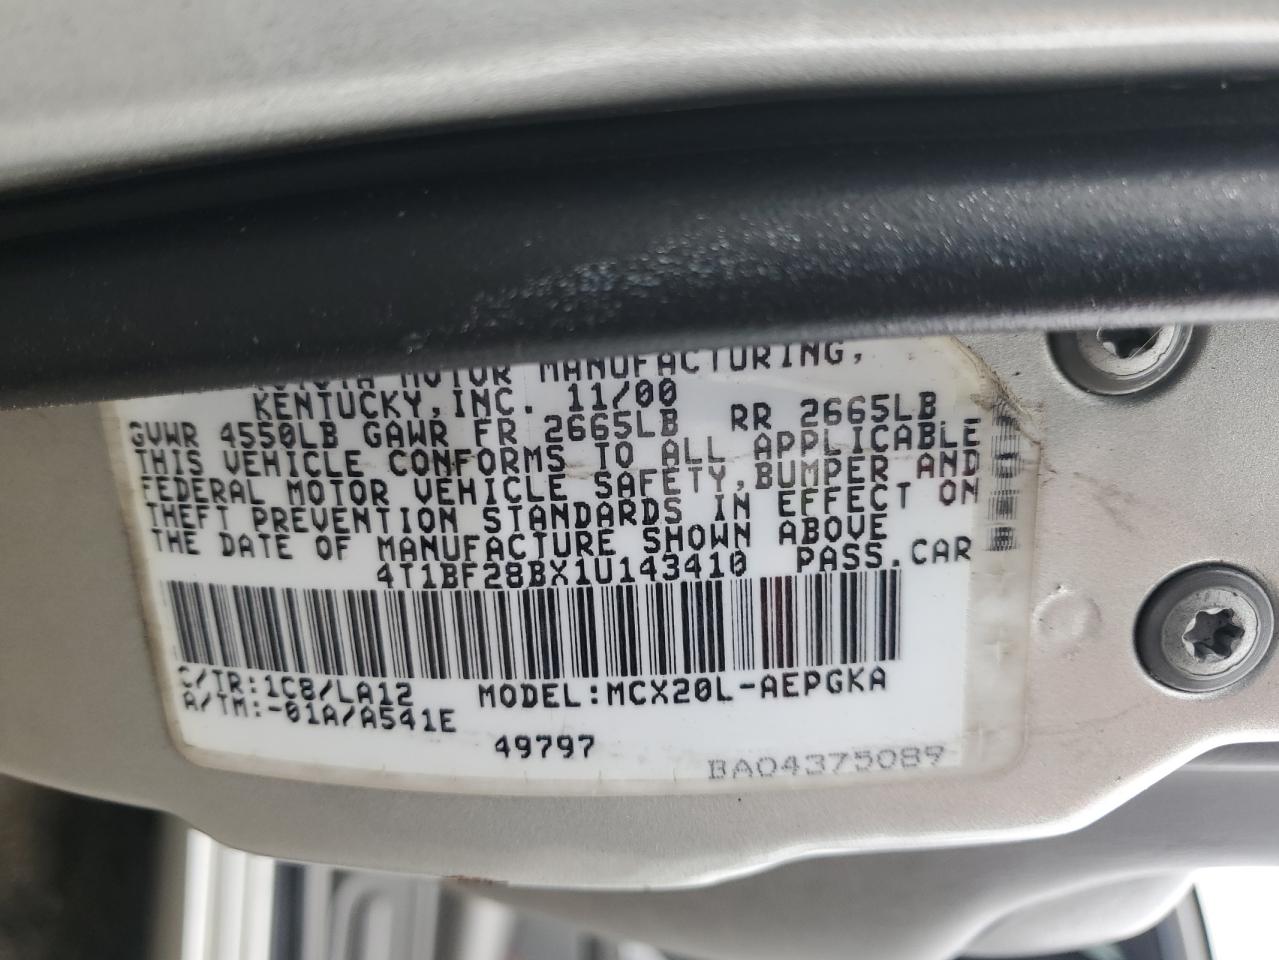 TOYOTA MOTOR MANUFACTURING,
KENTUCKY,INC. 11/00
GVWR 4550LB GAWR FR 2665LB RR 2665LB
THIS VEHICLE CONFORMS TO ALL APPLICABLE
FEDERAL MOTOR VEHICLE SAFETY,BUMPER AND
THEFT PREVENTION STANDARDS IN EFFECT ON
THE DATE OF MANUFACTURE SHOWN ABOVE
4T1BF28BX1U143410 PASS.CAR
C/TR:1C8/LA12 MODEL:MCX20L-AEPGKA
A/TM:-01A/A541E
49797
BA04375089